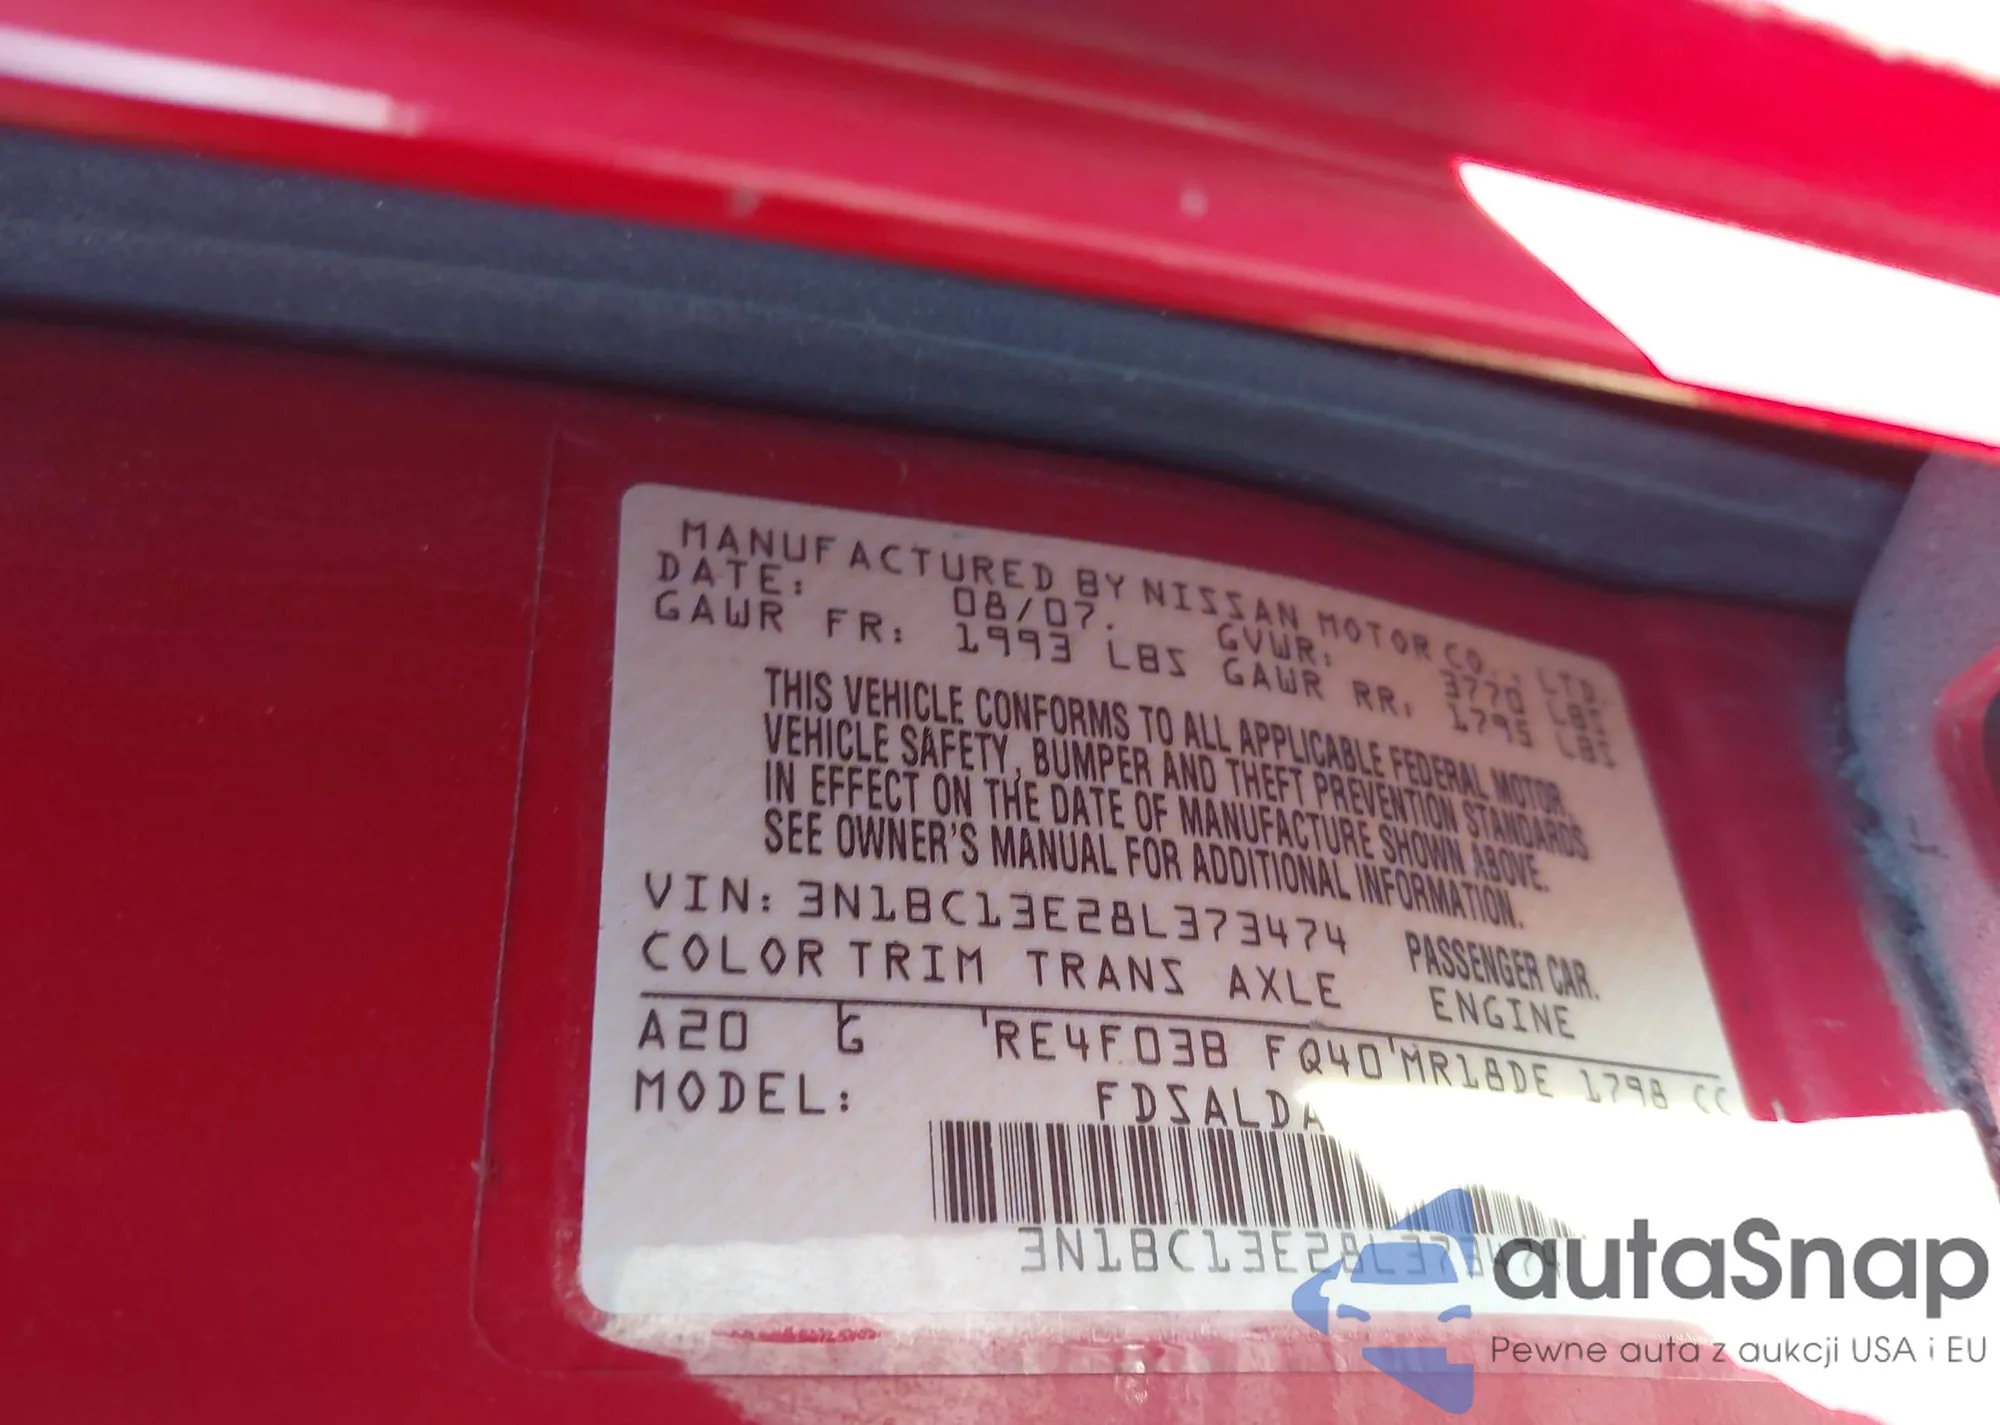 MANUFACTURED BY NISSAN MOTOR CO., LTD.
DATE: 08/07. GVWR: 3770 LBS
GAWR FR: 1993 LBS GAWR RR. 1795 LBS
THIS VEHICLE CONFORMS TO ALL APPLICABLE FEDERAL MOTOR
VEHICLE SAFETY, BUMPER AND THEFT PREVENTION STANDARDS
IN EFFECT ON THE DATE OF MANUFACTURE SHOWN ABOVE.
SEE OWNER'S MANUAL FOR ADDITIONAL INFORMATION.
VIN: 3N1BC13E28L373474 PASSENGER CAR.
COLOR TRIM TRANS AXLE ENGINE
A20 G RE4F03B FQ40 MR18DE 1798 CC
MODEL:
3N1BC13E28L373474
autaSnap
Pewne auta z aukcji USA i EU